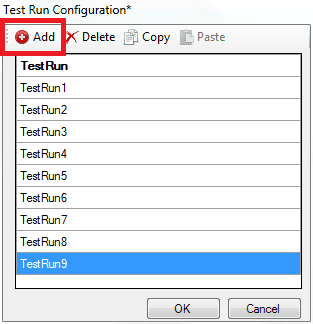 Test Run Configuration*
Add Delete Copy Paste
TestRun
TestRun1
TestRun2
TestRun3
TestRun4
TestRun5
TestRun6
TestRun7
TestRun8
TestRun9
OK Cancel